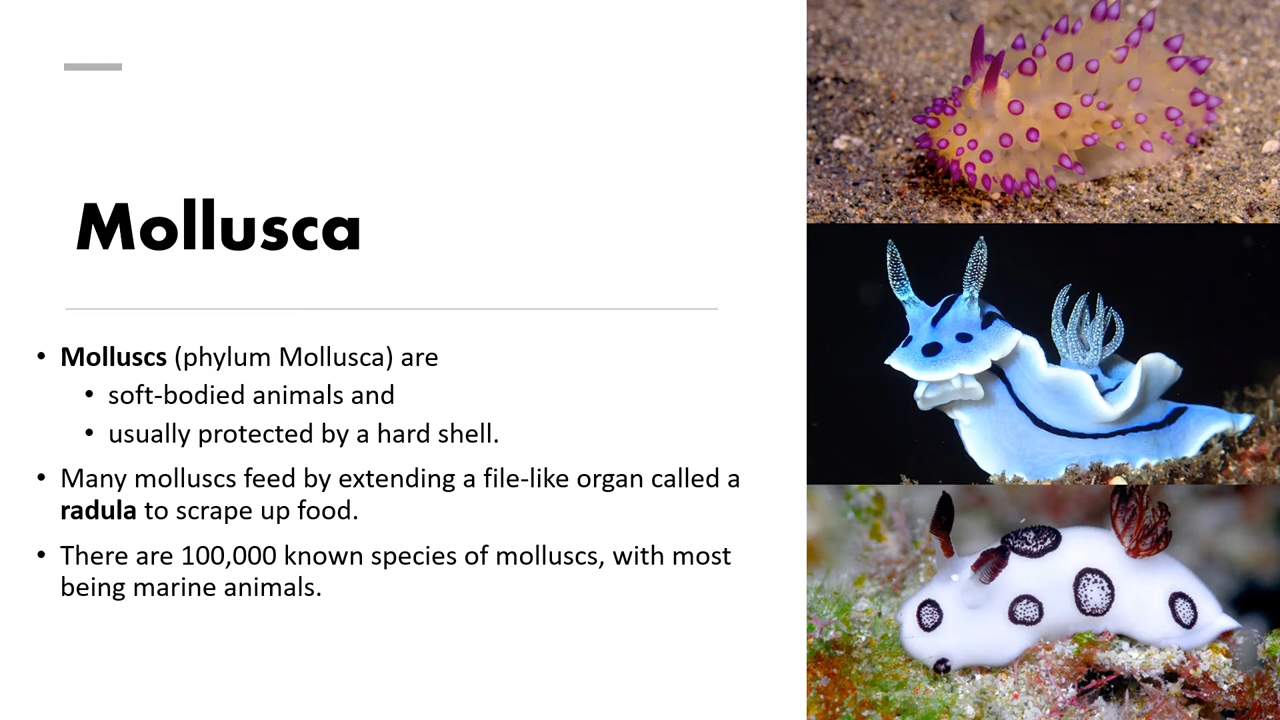 Mollusca
• Molluscs (phylum Mollusca) are
• soft-bodied animals and
• usually protected by a hard shell.
• Many molluscs feed by extending a file-like organ called a
radula to scrape up food.
• There are 100,000 known species of molluscs, with most
being marine animals.